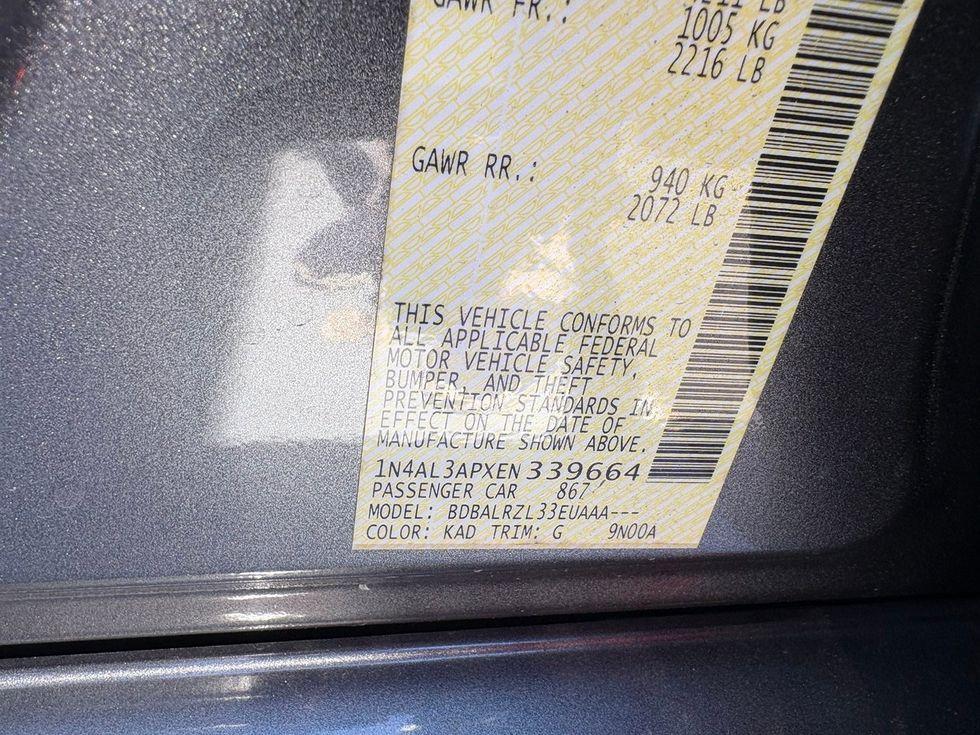 GAWR FR.:
1005 KG
2216 LB
GAWR RR.: 940 KG
2072 LB
THIS VEHICLE CONFORMS TO
ALL APPLICABLE FEDERAL
MOTOR VEHICLE SAFETY,
BUMPER, AND THEFT
PREVENTION STANDARDS IN
EFFECT ON THE DATE OF
MANUFACTURE SHOWN ABOVE.
1N4AL3APXEN339664
PASSENGER CAR 867
MODEL: BDBALRZL33EUAAA---
COLOR: KAD TRIM: G 9N00A